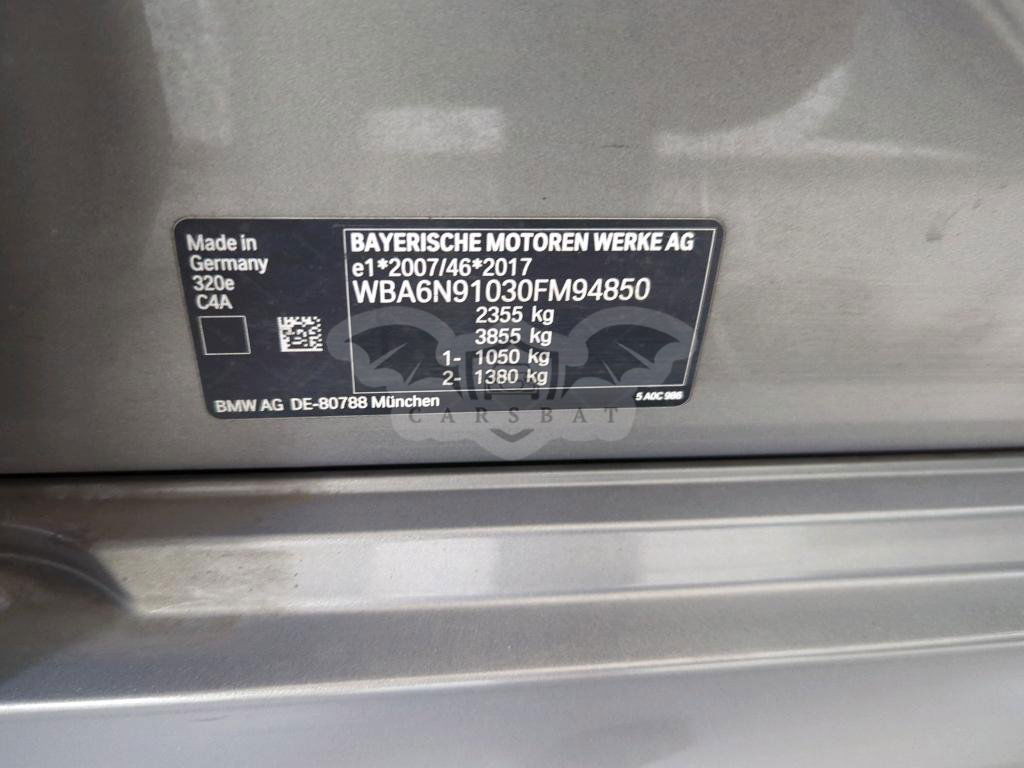 Made in
Germany
320e
C4A
BMW AG DE-80788 München
BAYERISCHE MOTOREN WERKE AG
e1*2007/46*2017
WBA6N91030FM94850
2355 kg
3855 kg
1- 1050 kg
2- 1380 kg
5 A0C 986
CARSBAT